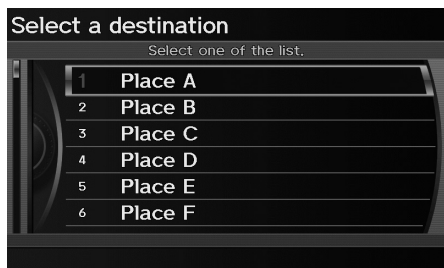 Select a destination
Select one of the list.
1 Place A
2 Place B
3 Place C
4 Place D
5 Place E
6 Place F